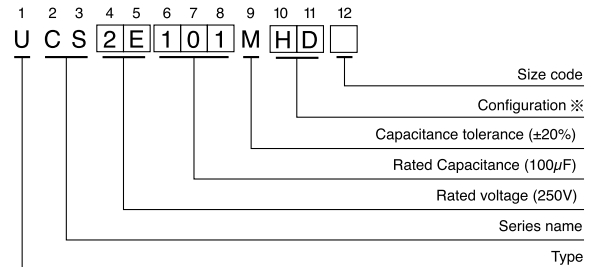 1 2 3 4 5 6 7 8 9 10 11 12
U C S 2 E 1 0 1 M H D
Size code
Configuration ※
Capacitance tolerance (±20%)
Rated Capacitance (100µF)
Rated voltage (250V)
Series name
Type